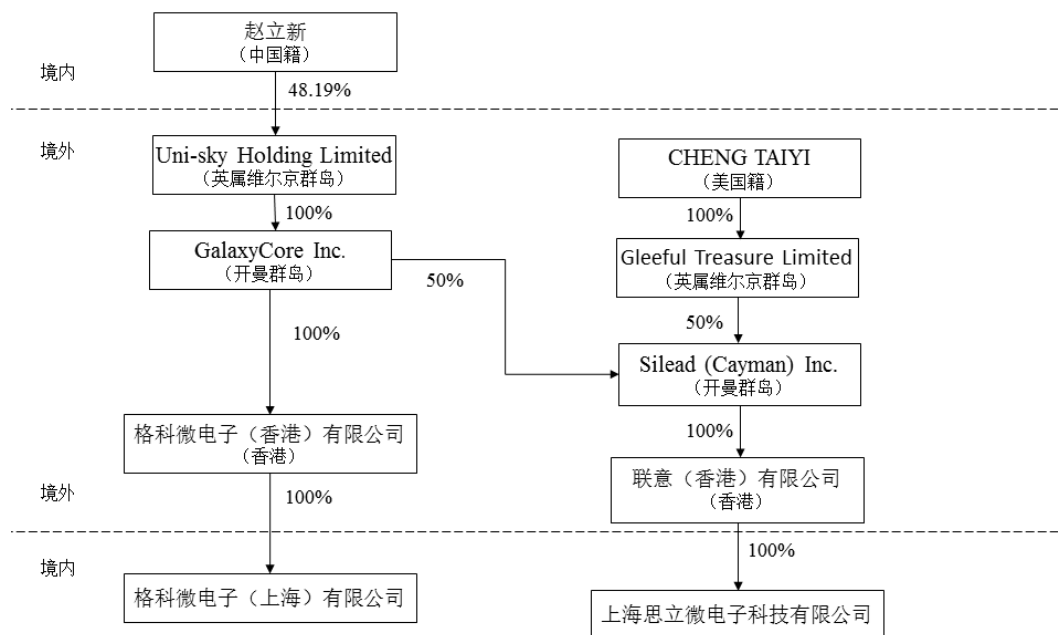 赵立新
（中国籍）
境内
48.19%
境外
Uni-sky Holding Limited
（英属维尔京群岛）
CHENG TAIYI
（美国籍）
100%
100%
GalaxyCore Inc.
（开曼群岛）
50%
Gleeful Treasure Limited
（英属维尔京群岛）
50%
100%
Silead (Cayman) Inc.
（开曼群岛）
格科微电子（香港）有限公司
（香港）
100%
联意（香港）有限公司
（香港）
境外
100%
境内
100%
格科微电子（上海）有限公司
上海思立微电子科技有限公司